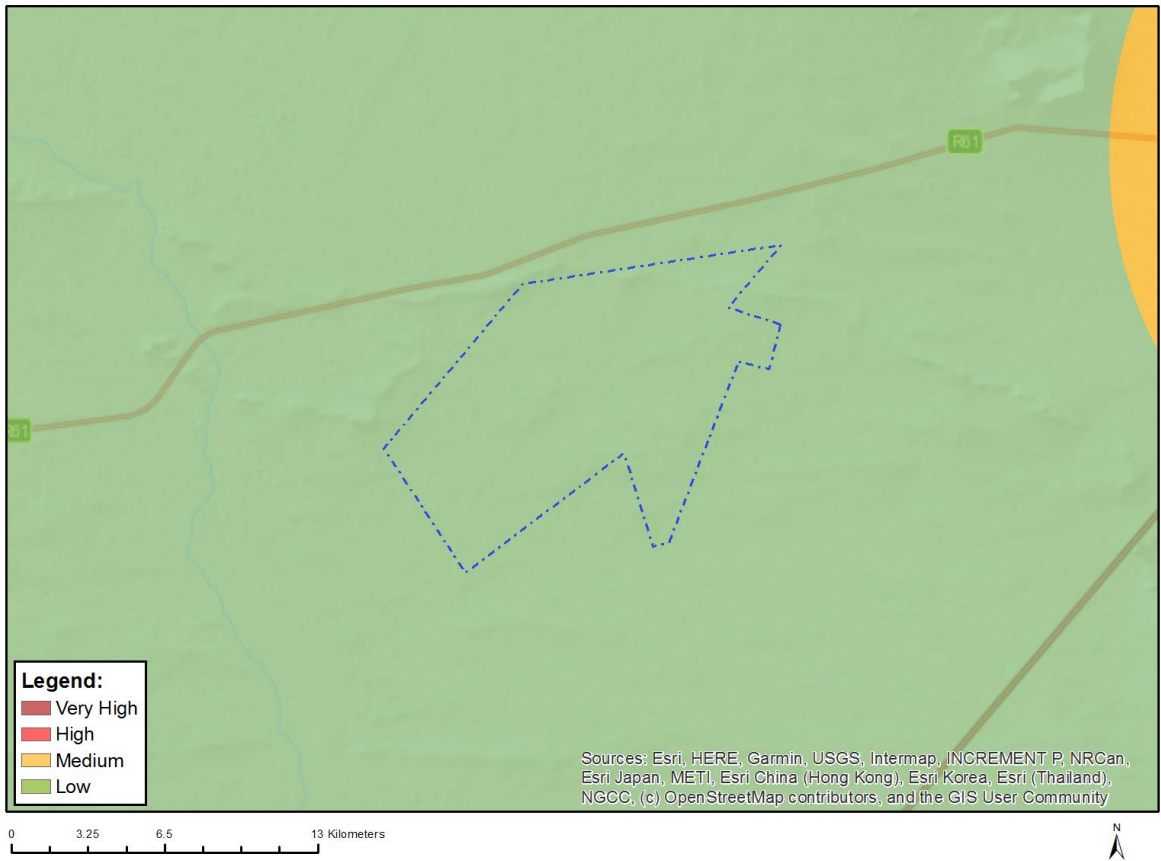 R61
R61
Legend:
Very High
High
Medium
Low
Sources: Esri, HERE, Garmin, USGS, Intermap, INCREMENT P, NRCan,
Esri Japan, METI, Esri China (Hong Kong), Esri Korea, Esri (Thailand),
NGCC, (c) OpenStreetMap contributors, and the GIS User Community
0 3.25 6.5 13 Kilometers
N